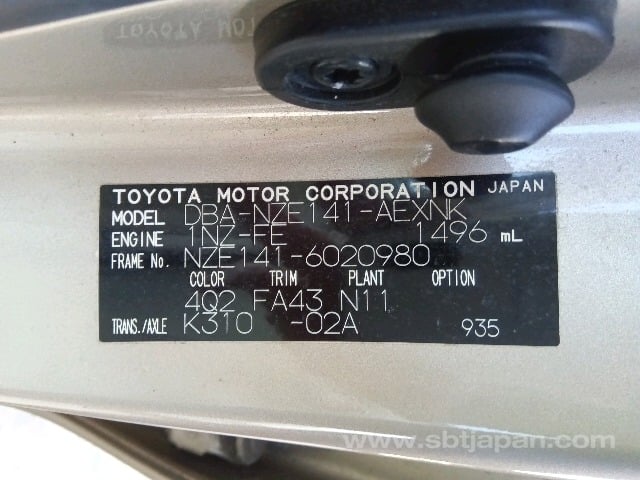 TOYOTA MOTOR CORPORATION JAPAN
MODEL DBA-NZE141-AEXNK
ENGINE 1NZ-FE 1496 mL
FRAME No. NZE141-6020980
COLOR TRIM PLANT OPTION
4Q2 FA43 N11
TRANS./AXLE K310 -02A 935
www.sbtjapan.com